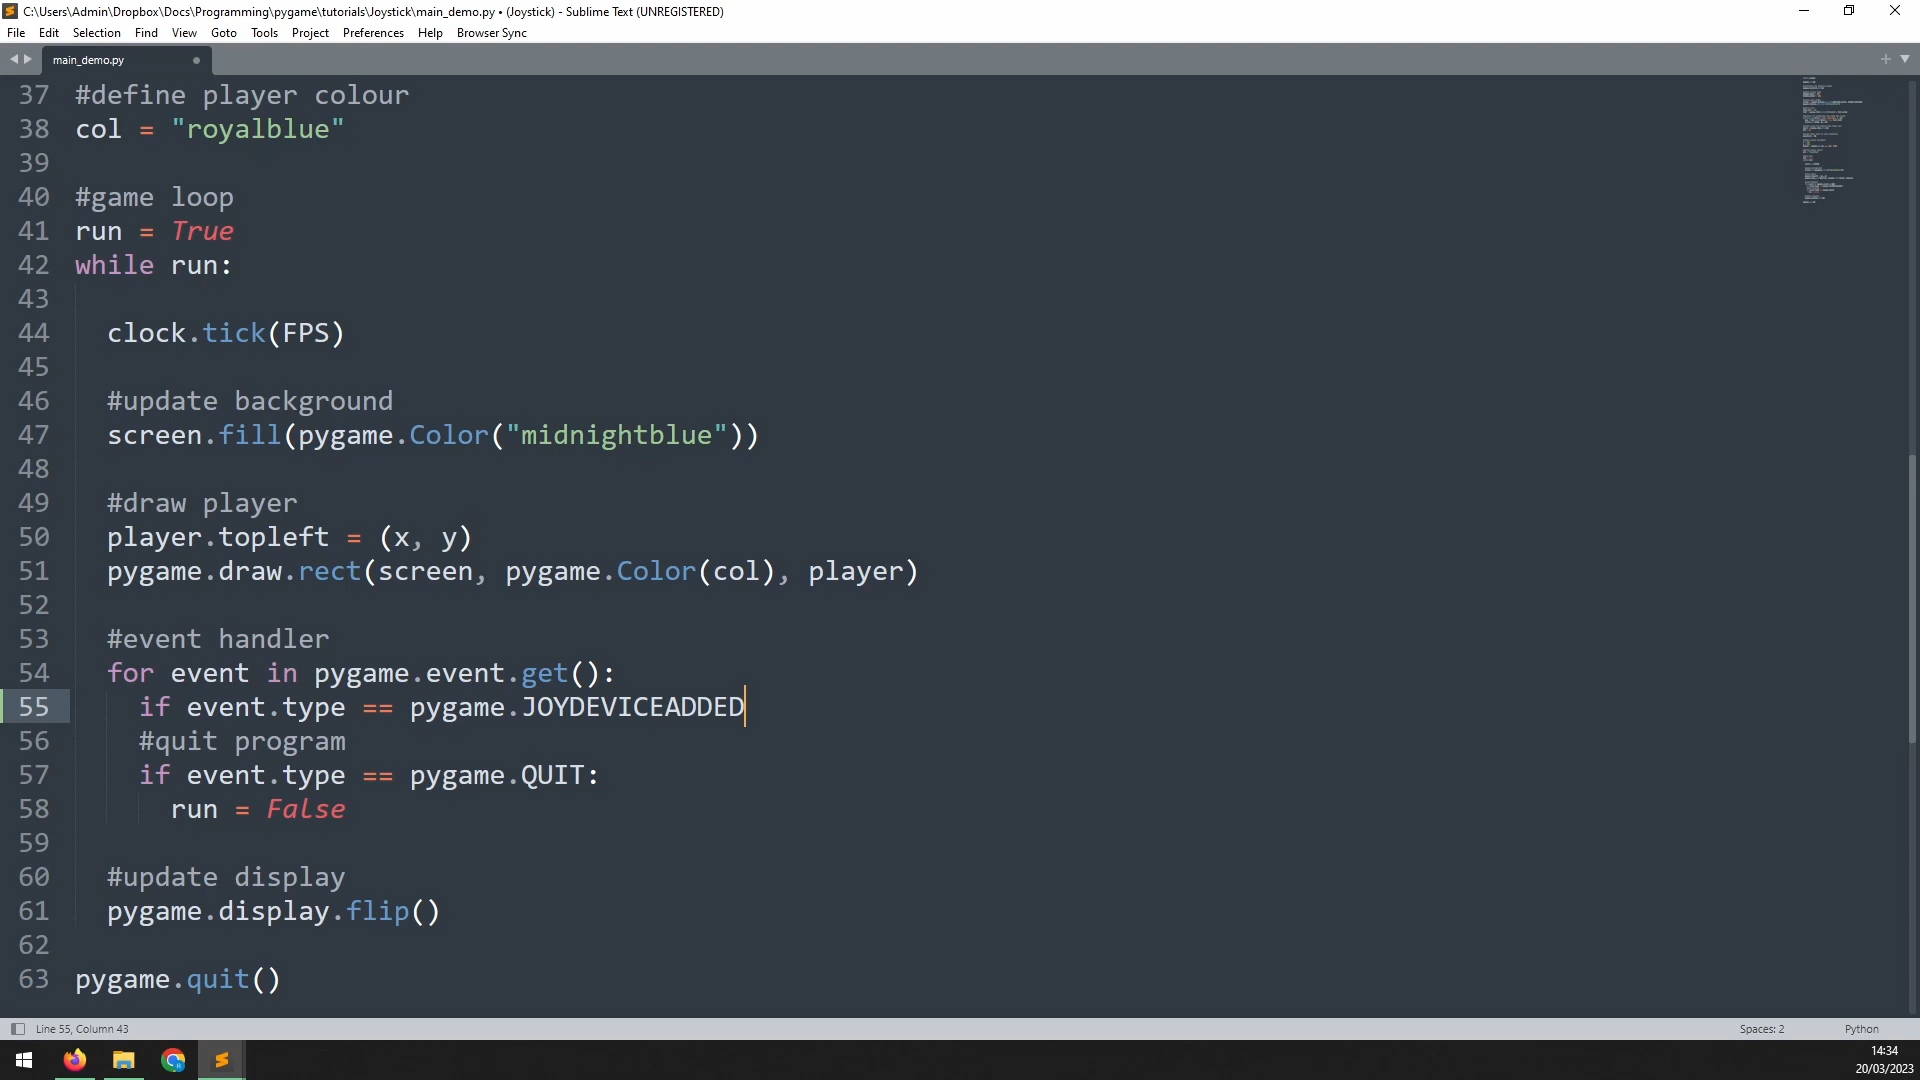 C:\Users\Admin\Dropbox\Docs\Programming\pygame\tutorials\Joystick\main_demo.py • (Joystick) - Sublime Text (UNREGISTERED)
File Edit Selection Find View Goto Tools Project Preferences Help Browser Sync
main_demo.py
37 #define player colour
38 col = "royalblue"
39
40 #game loop
41 run = True
42 while run:
43
44 clock.tick(FPS)
45
46 #update background
47 screen.fill(pygame.Color("midnightblue"))
48
49 #draw player
50 player.topleft = (x, y)
51 pygame.draw.rect(screen, pygame.Color(col), player)
52
53 #event handler
54 for event in pygame.event.get():
55 if event.type == pygame.JOYDEVICEADDED
56 #quit program
57 if event.type == pygame.QUIT:
58 run = False
59
60 #update display
61 pygame.display.flip()
62
63 pygame.quit()
Line 55, Column 43 Spaces: 2 Python
14:34
20/03/2023